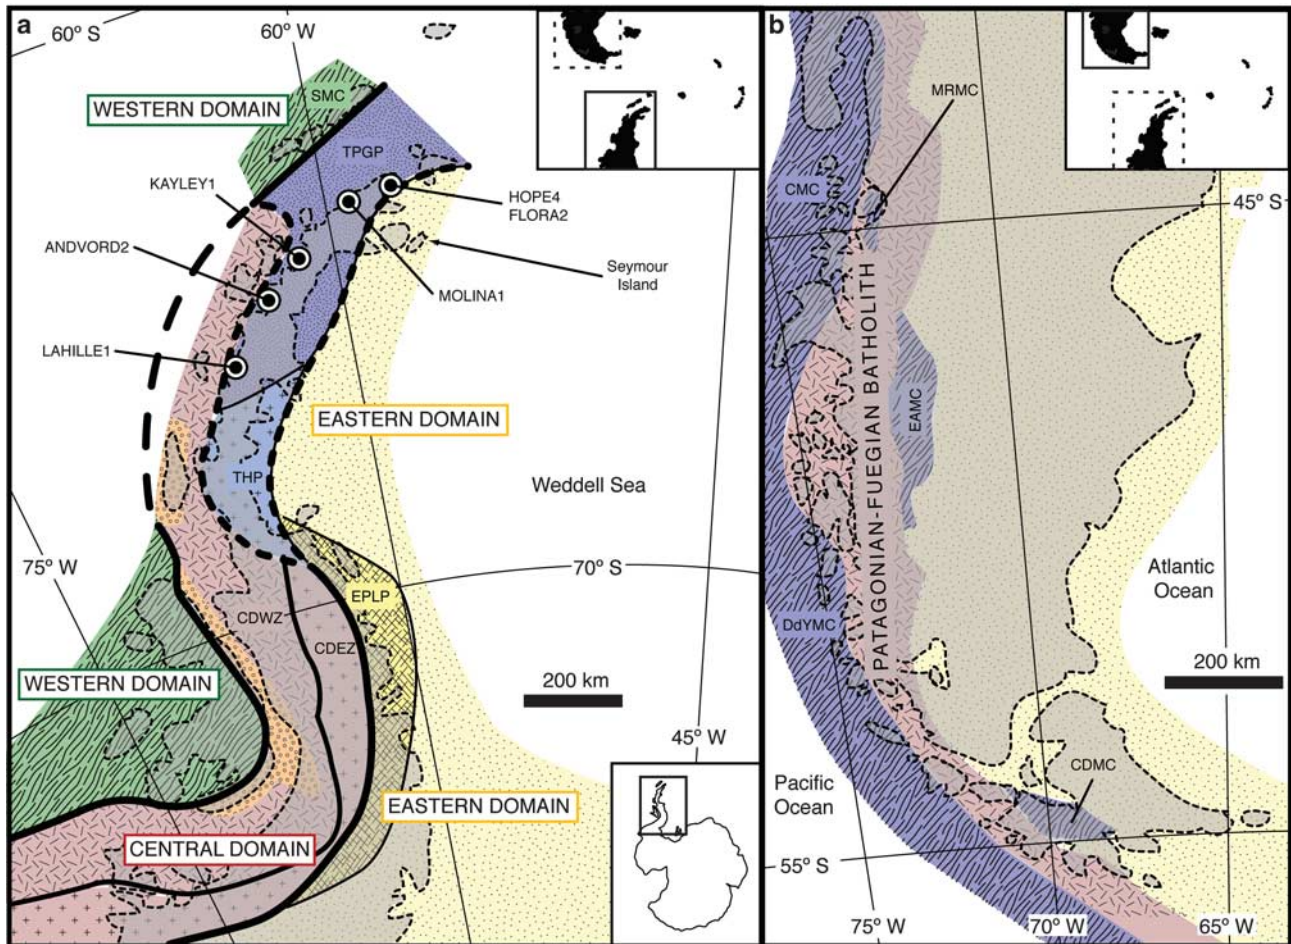 a
60° S
60° W
SMC
WESTERN DOMAIN
TPGP
KAYLEY1
HOPE4
FLORA2
ANDVORD2
Seymour
Island
MOLINA1
LAHILLE1
EASTERN DOMAIN
THP
Weddell Sea
75° W
70° S
EPLP
CDWZ
CDEZ
WESTERN DOMAIN
200 km
45° W
EASTERN DOMAIN
CENTRAL DOMAIN
b
MRMC
CMC
45° S
PATAGONIAN-FUEGIAN BATHOLITH
EAMC
Atlantic
Ocean
DdYMC
200 km
CDMC
Pacific
Ocean
55° S
75° W
70° W
65° W